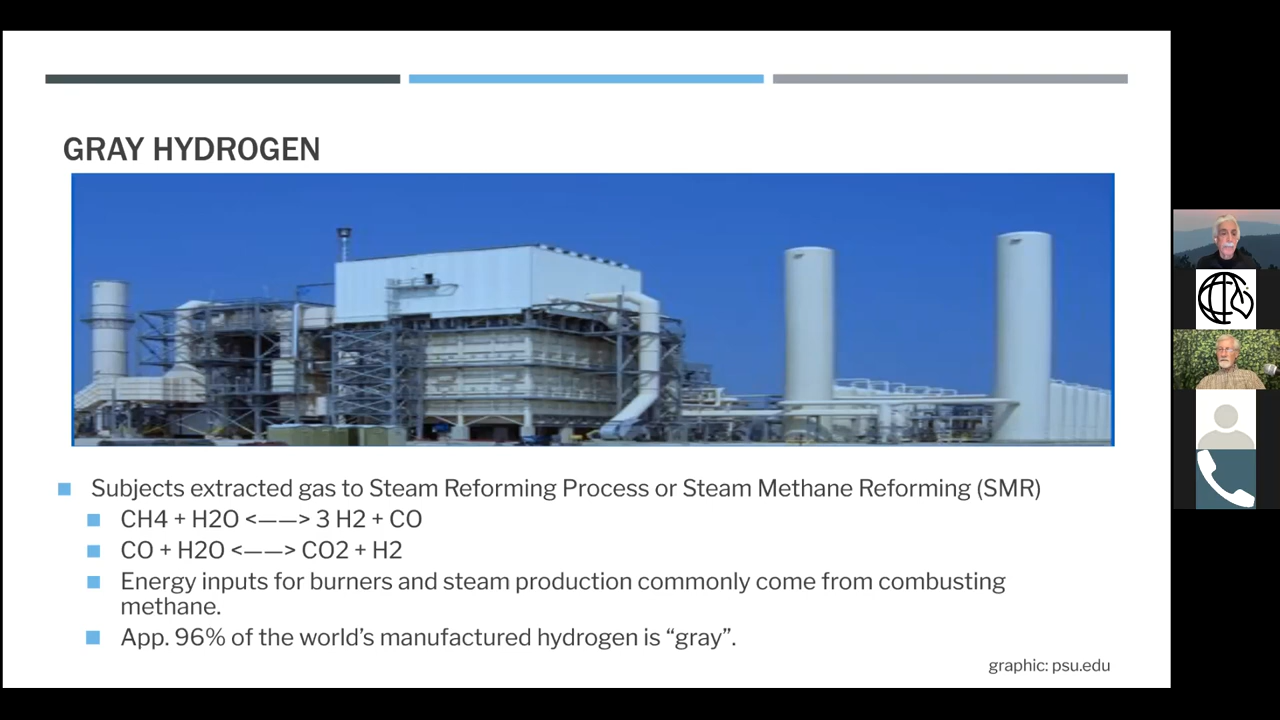 GRAY HYDROGEN
Subjects extracted gas to Steam Reforming Process or Steam Methane Reforming (SMR)
CH4 + H2O <——> 3 H2 + CO
CO + H2O <——> CO2 + H2
Energy inputs for burners and steam production commonly come from combusting
methane.
App. 96% of the world’s manufactured hydrogen is “gray”.
graphic: psu.edu